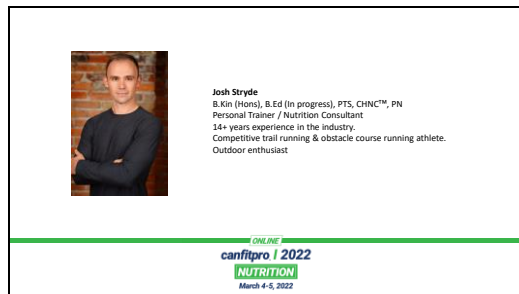 Josh Stryde
B.Kin (Hons), B.Ed (In progress), PTS, CHNC™, PN
Personal Trainer / Nutrition Consultant
14+ years experience in the industry.
Competitive trail running & obstacle course running athlete.
Outdoor enthusiast
ONLINE
canfitpro | 2022
NUTRITION
March 4-5, 2022